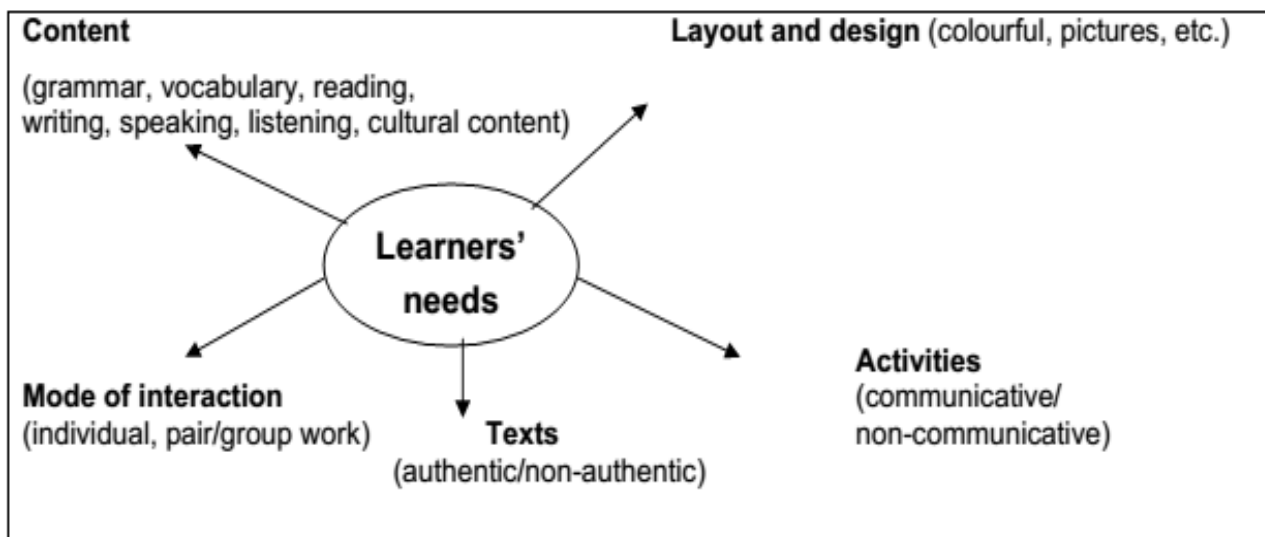 Content
Layout and design (colourful, pictures, etc.)
(grammar, vocabulary, reading,
writing, speaking, listening, cultural content)
Learners’
needs
Mode of interaction
(individual, pair/group work)
Texts
(authentic/non-authentic)
Activities
(communicative/
non-communicative)